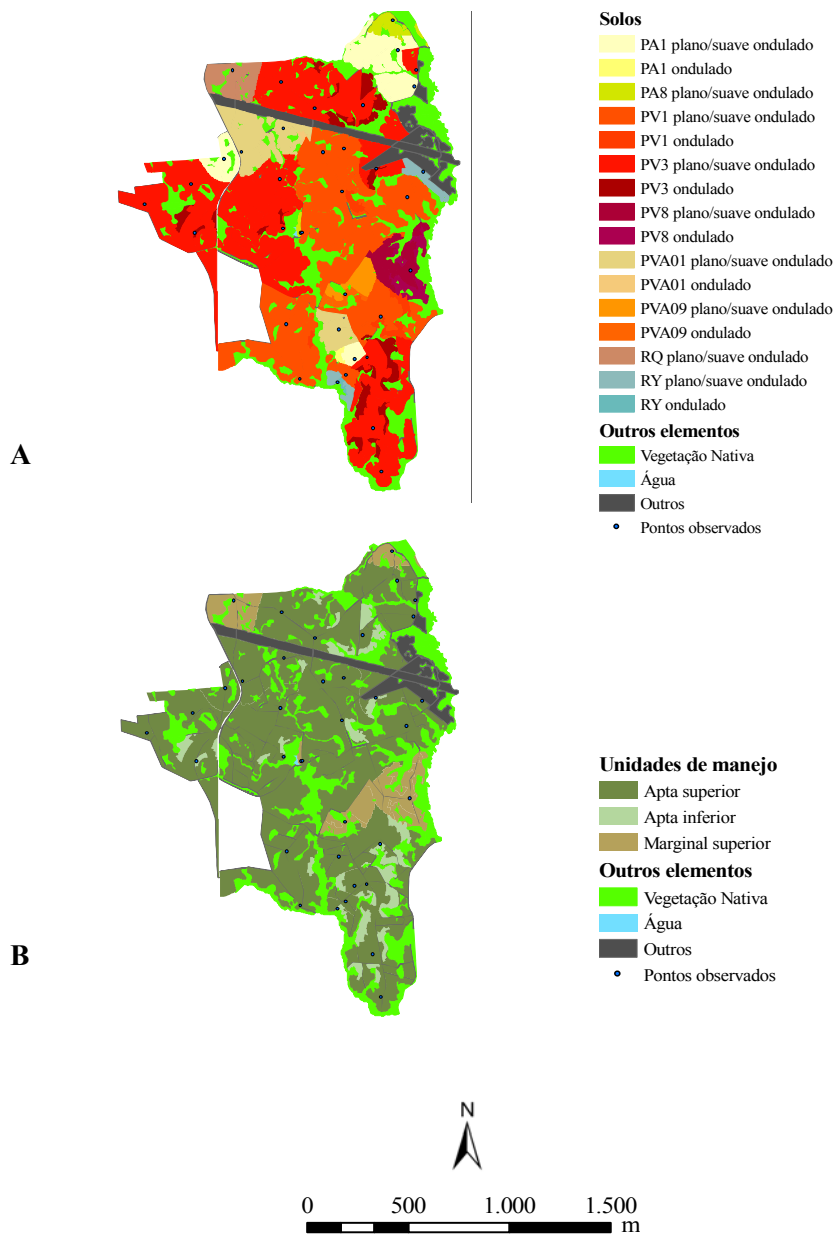 Solos
PA1 plano/suave ondulado
PA1 ondulado
PA8 plano/suave ondulado
PV1 plano/suave ondulado
PV1 ondulado
PV3 plano/suave ondulado
PV3 ondulado
PV8 plano/suave ondulado
PV8 ondulado
PVA01 plano/suave ondulado
PVA01 ondulado
PVA09 plano/suave ondulado
PVA09 ondulado
RQ plano/suave ondulado
RY plano/suave ondulado
RY ondulado
Outros elementos
Vegetação Nativa
Água
Outros
Pontos observados
A
Unidades de manejo
Apta superior
Apta inferior
Marginal superior
Outros elementos
Vegetação Nativa
Água
Outros
Pontos observados
B
N
0 500 1.000 1.500
m